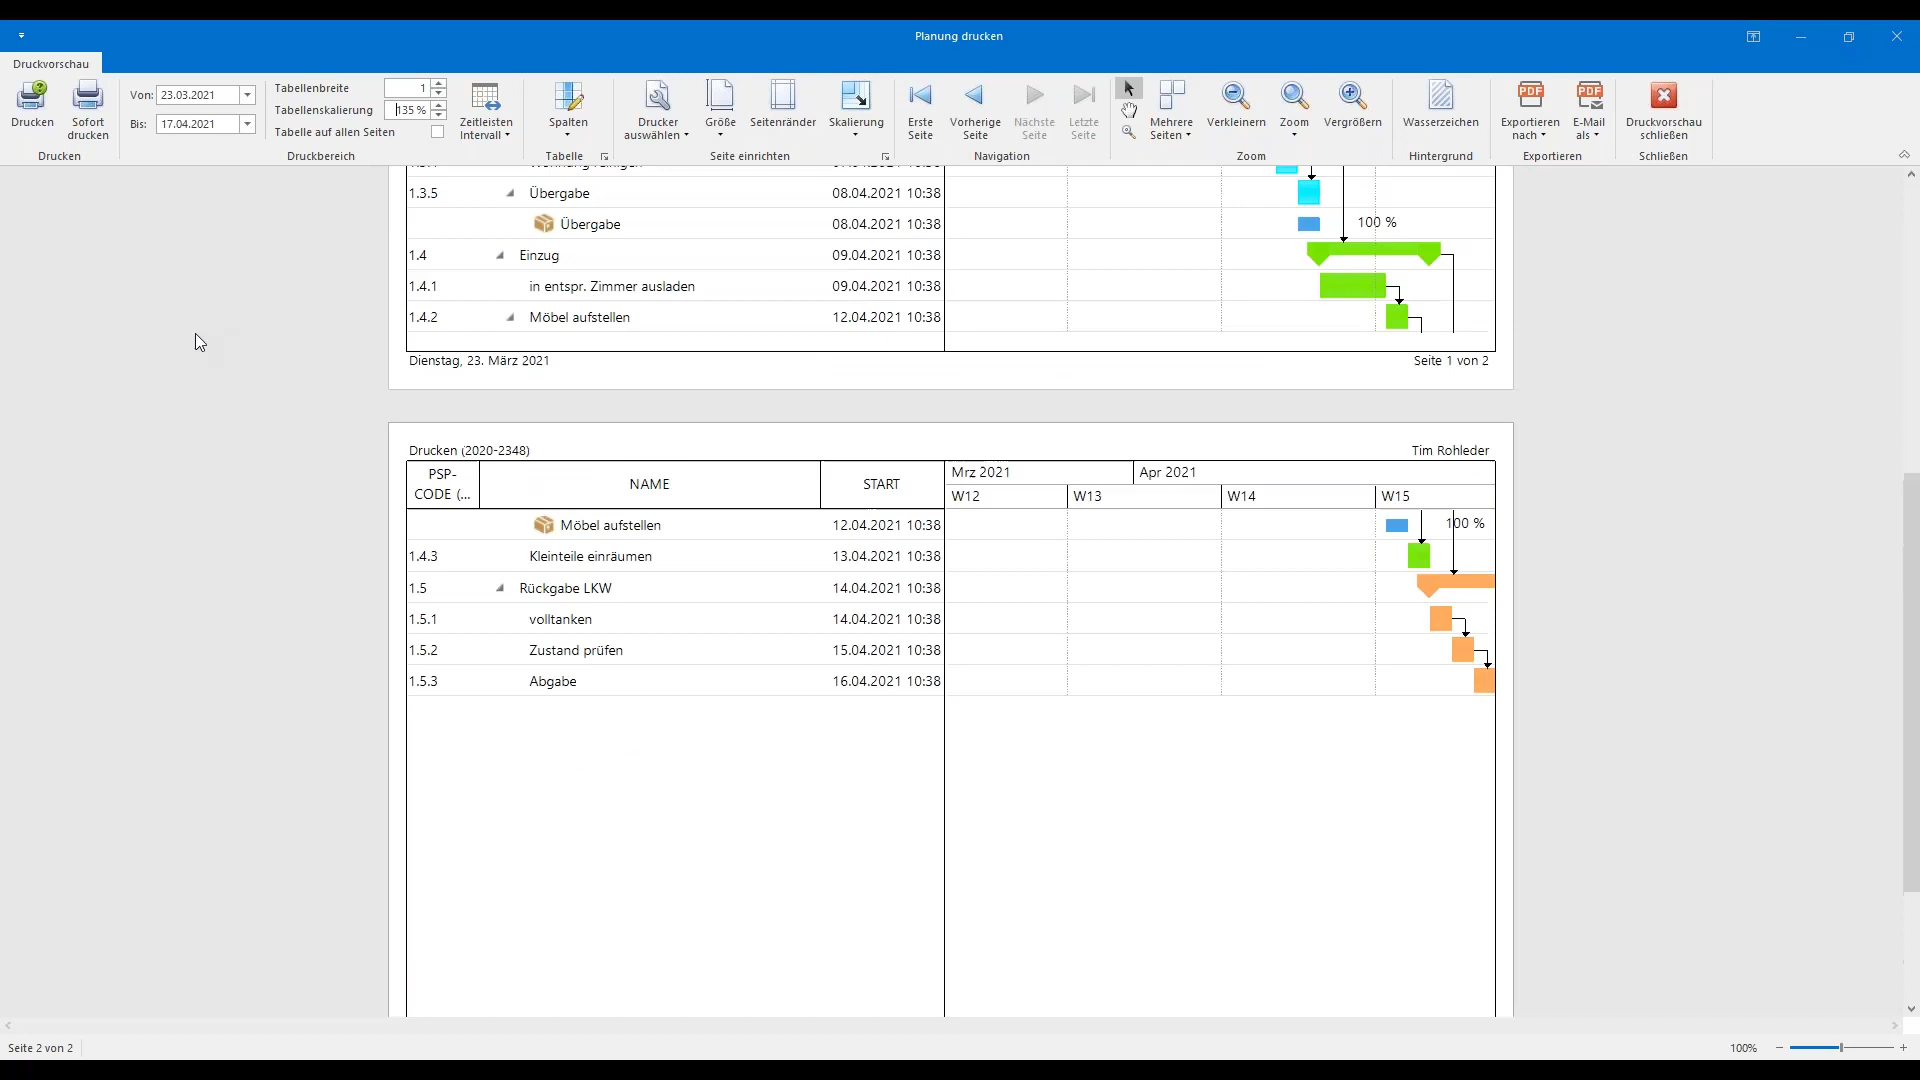 Planung drucken
Druckvorschau
Drucken
Sofort drucken
Von: 23.03.2021
Bis: 17.04.2021
Tabellenbreite 1
Tabellenskalierung 135 %
Tabelle auf allen Seiten
Zeitleisten Intervall
Spalten
Drucker auswählen
Größe
Seitenränder
Skalierung
Erste Seite
Vorherige Seite
Nächste Seite
Letzte Seite
Mehrere Seiten
Verkleinern
Zoom
Vergrößern
Wasserzeichen
PDF
Exportieren nach
PDF
E-Mail als
Druckvorschau schließen
Drucken
Druckbereich
Tabelle
Seite einrichten
Navigation
Zoom
Hintergrund
Exportieren
Schließen
1.3.5 Übergabe 08.04.2021 10:38
Übergabe 08.04.2021 10:38 100 %
1.4 Einzug 09.04.2021 10:38
1.4.1 in entspr. Zimmer ausladen 09.04.2021 10:38
1.4.2 Möbel aufstellen 12.04.2021 10:38
Dienstag, 23. März 2021 Seite 1 von 2
Drucken (2020-2348) Tim Rohleder
PSP-CODE (... NAME START Mrz 2021 Apr 2021
W12 W13 W14 W15
Möbel aufstellen 12.04.2021 10:38 100 %
1.4.3 Kleinteile einräumen 13.04.2021 10:38
1.5 Rückgabe LKW 14.04.2021 10:38
1.5.1 volltanken 14.04.2021 10:38
1.5.2 Zustand prüfen 15.04.2021 10:38
1.5.3 Abgabe 16.04.2021 10:38
Seite 2 von 2 100%